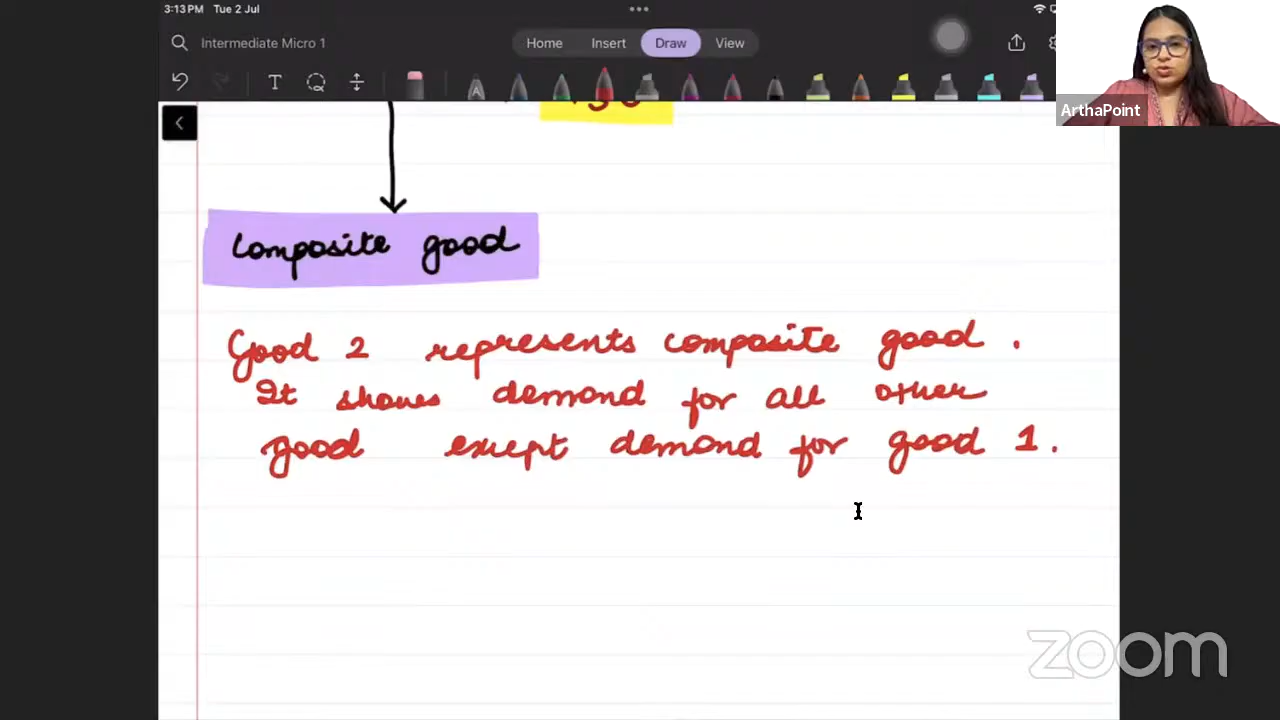 3:13 PM Tue 2 Jul
Intermediate Micro 1
Home Insert Draw View
ArthaPoint
composite good
Good 2 represents composite good.
It shows demand for all other
good except demand for good 1.
zoom